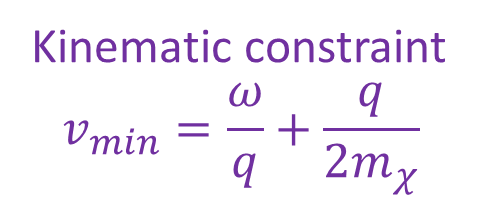 Kinematic constraint
v_min = ω/q + q/(2m_χ)